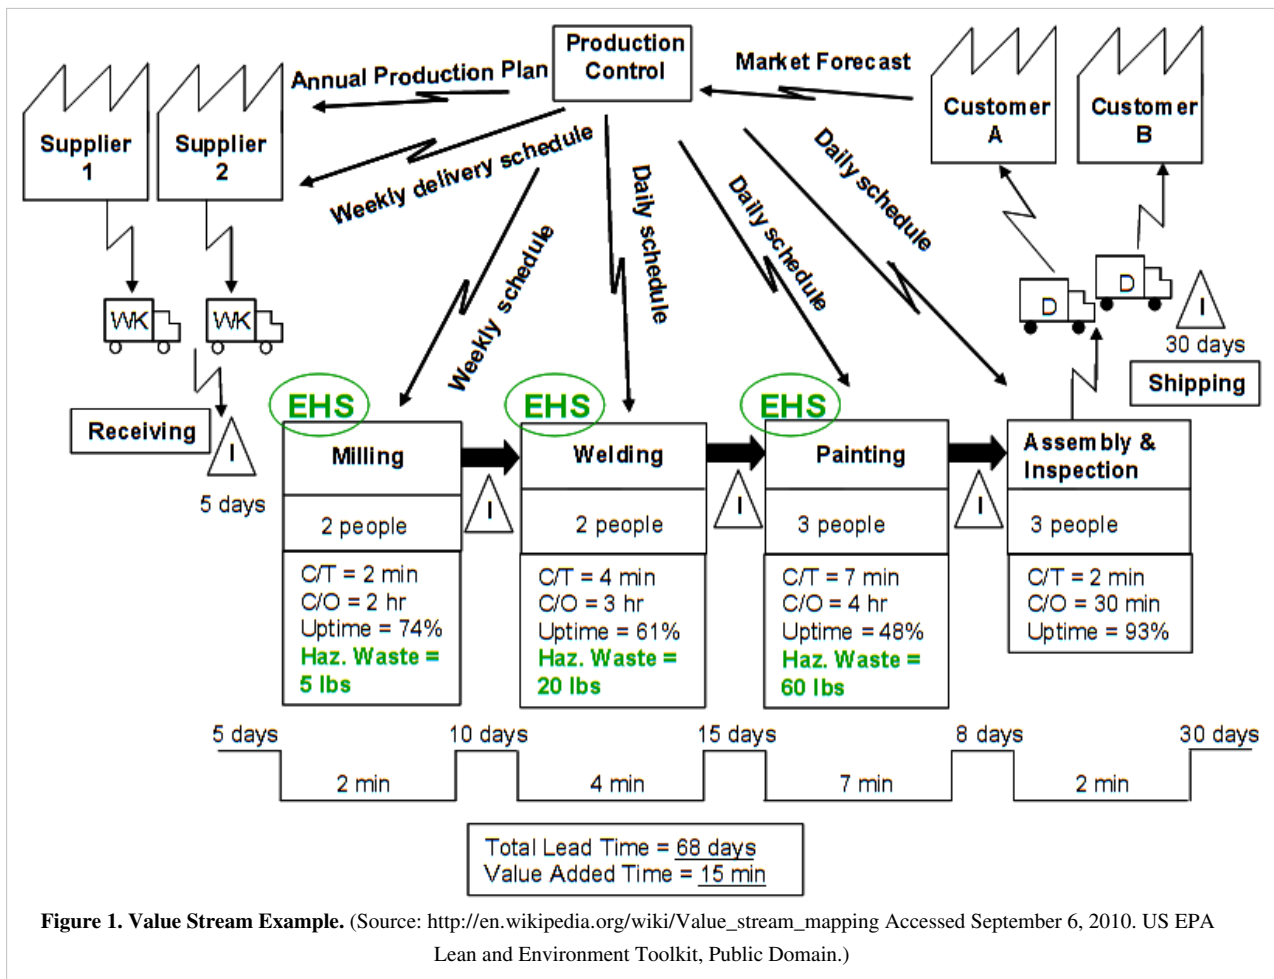 Production
Control
Annual Production Plan
Market Forecast
Supplier
1
Supplier
2
Customer
A
Customer
B
Weekly delivery schedule
Weekly schedule
Daily schedule
Daily schedule
Daily schedule
WK
WK
D
D
I
30 days
Shipping
Receiving
I
5 days
EHS
Milling
2 people
C/T = 2 min
C/O = 2 hr
Uptime = 74%
Haz. Waste =
5 lbs
I
EHS
Welding
2 people
C/T = 4 min
C/O = 3 hr
Uptime = 61%
Haz. Waste =
20 lbs
I
EHS
Painting
3 people
C/T = 7 min
C/O = 4 hr
Uptime = 48%
Haz. Waste =
60 lbs
I
Assembly &
Inspection
3 people
C/T = 2 min
C/O = 30 min
Uptime = 93%
5 days
10 days
15 days
8 days
30 days
2 min
4 min
7 min
2 min
Total Lead Time = 68 days
Value Added Time = 15 min
Figure 1. Value Stream Example. (Source: http://en.wikipedia.org/wiki/Value_stream_mapping Accessed September 6, 2010. US EPA
Lean and Environment Toolkit, Public Domain.)